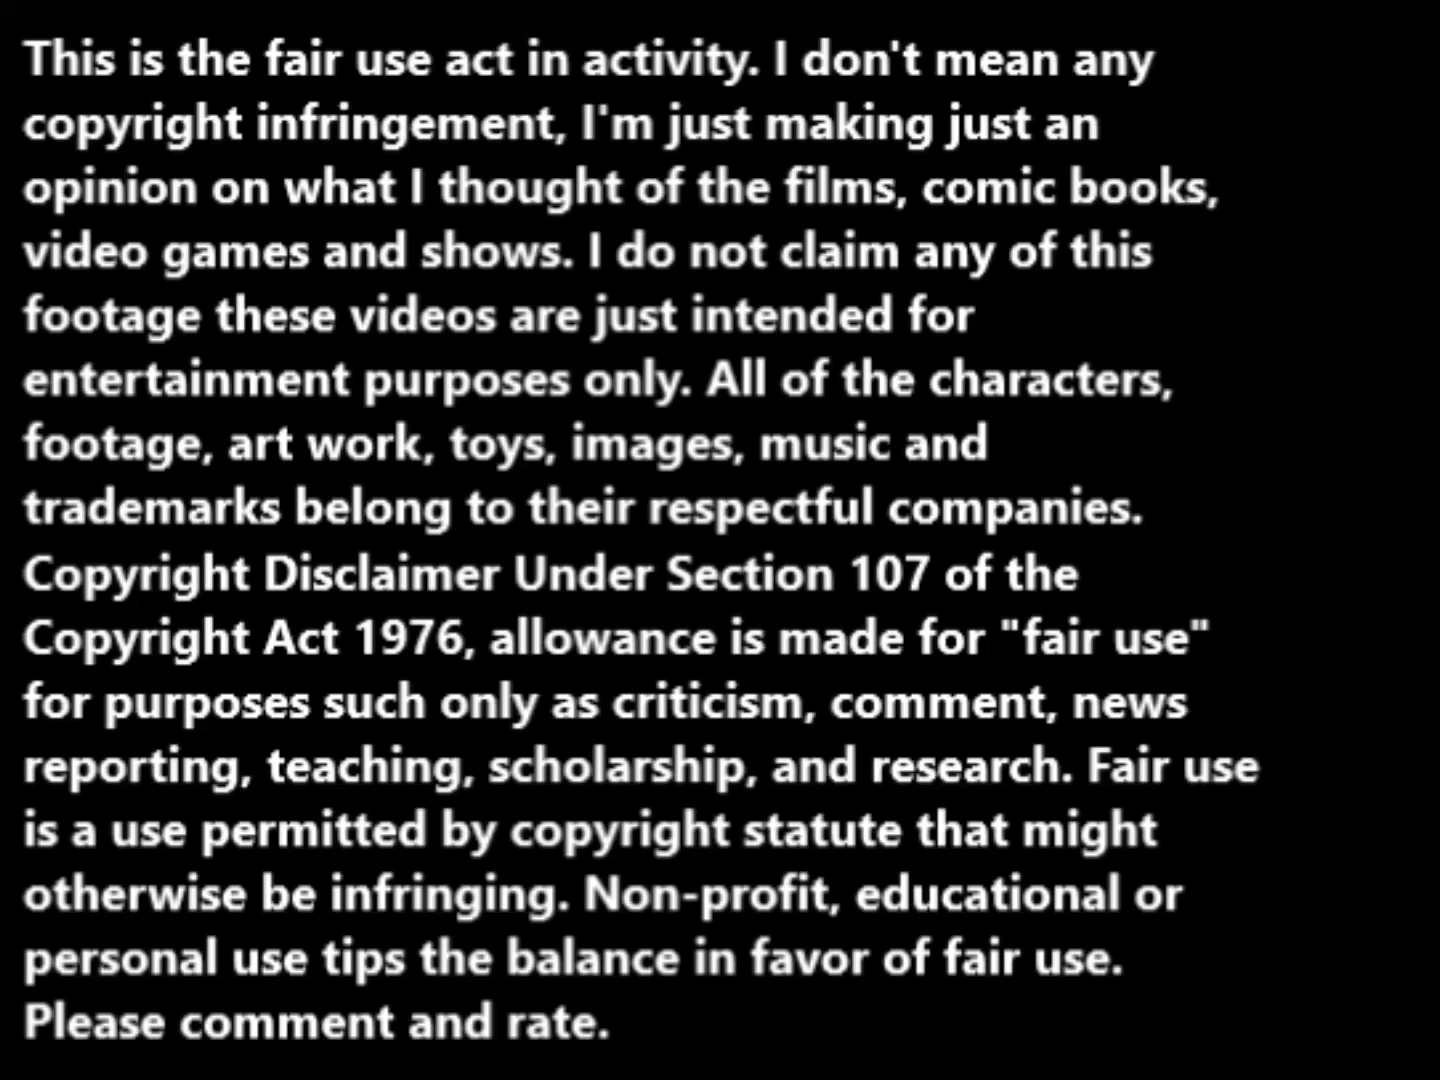 This is the fair use act in activity. I don't mean any
copyright infringement, I'm just making just an
opinion on what I thought of the films, comic books,
video games and shows. I do not claim any of this
footage these videos are just intended for
entertainment purposes only. All of the characters,
footage, art work, toys, images, music and
trademarks belong to their respectful companies.
Copyright Disclaimer Under Section 107 of the
Copyright Act 1976, allowance is made for "fair use"
for purposes such only as criticism, comment, news
reporting, teaching, scholarship, and research. Fair use
is a use permitted by copyright statute that might
otherwise be infringing. Non-profit, educational or
personal use tips the balance in favor of fair use.
Please comment and rate.